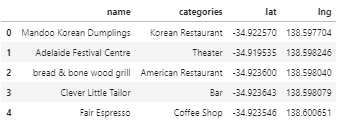 name categories lat lng
0 Mandoo Korean Dumplings Korean Restaurant -34.922570 138.597704
1 Adelaide Festival Centre Theater -34.919535 138.598246
2 bread & bone wood grill American Restaurant -34.923600 138.598040
3 Clever Little Tailor Bar -34.923643 138.598079
4 Fair Espresso Coffee Shop -34.923546 138.600651